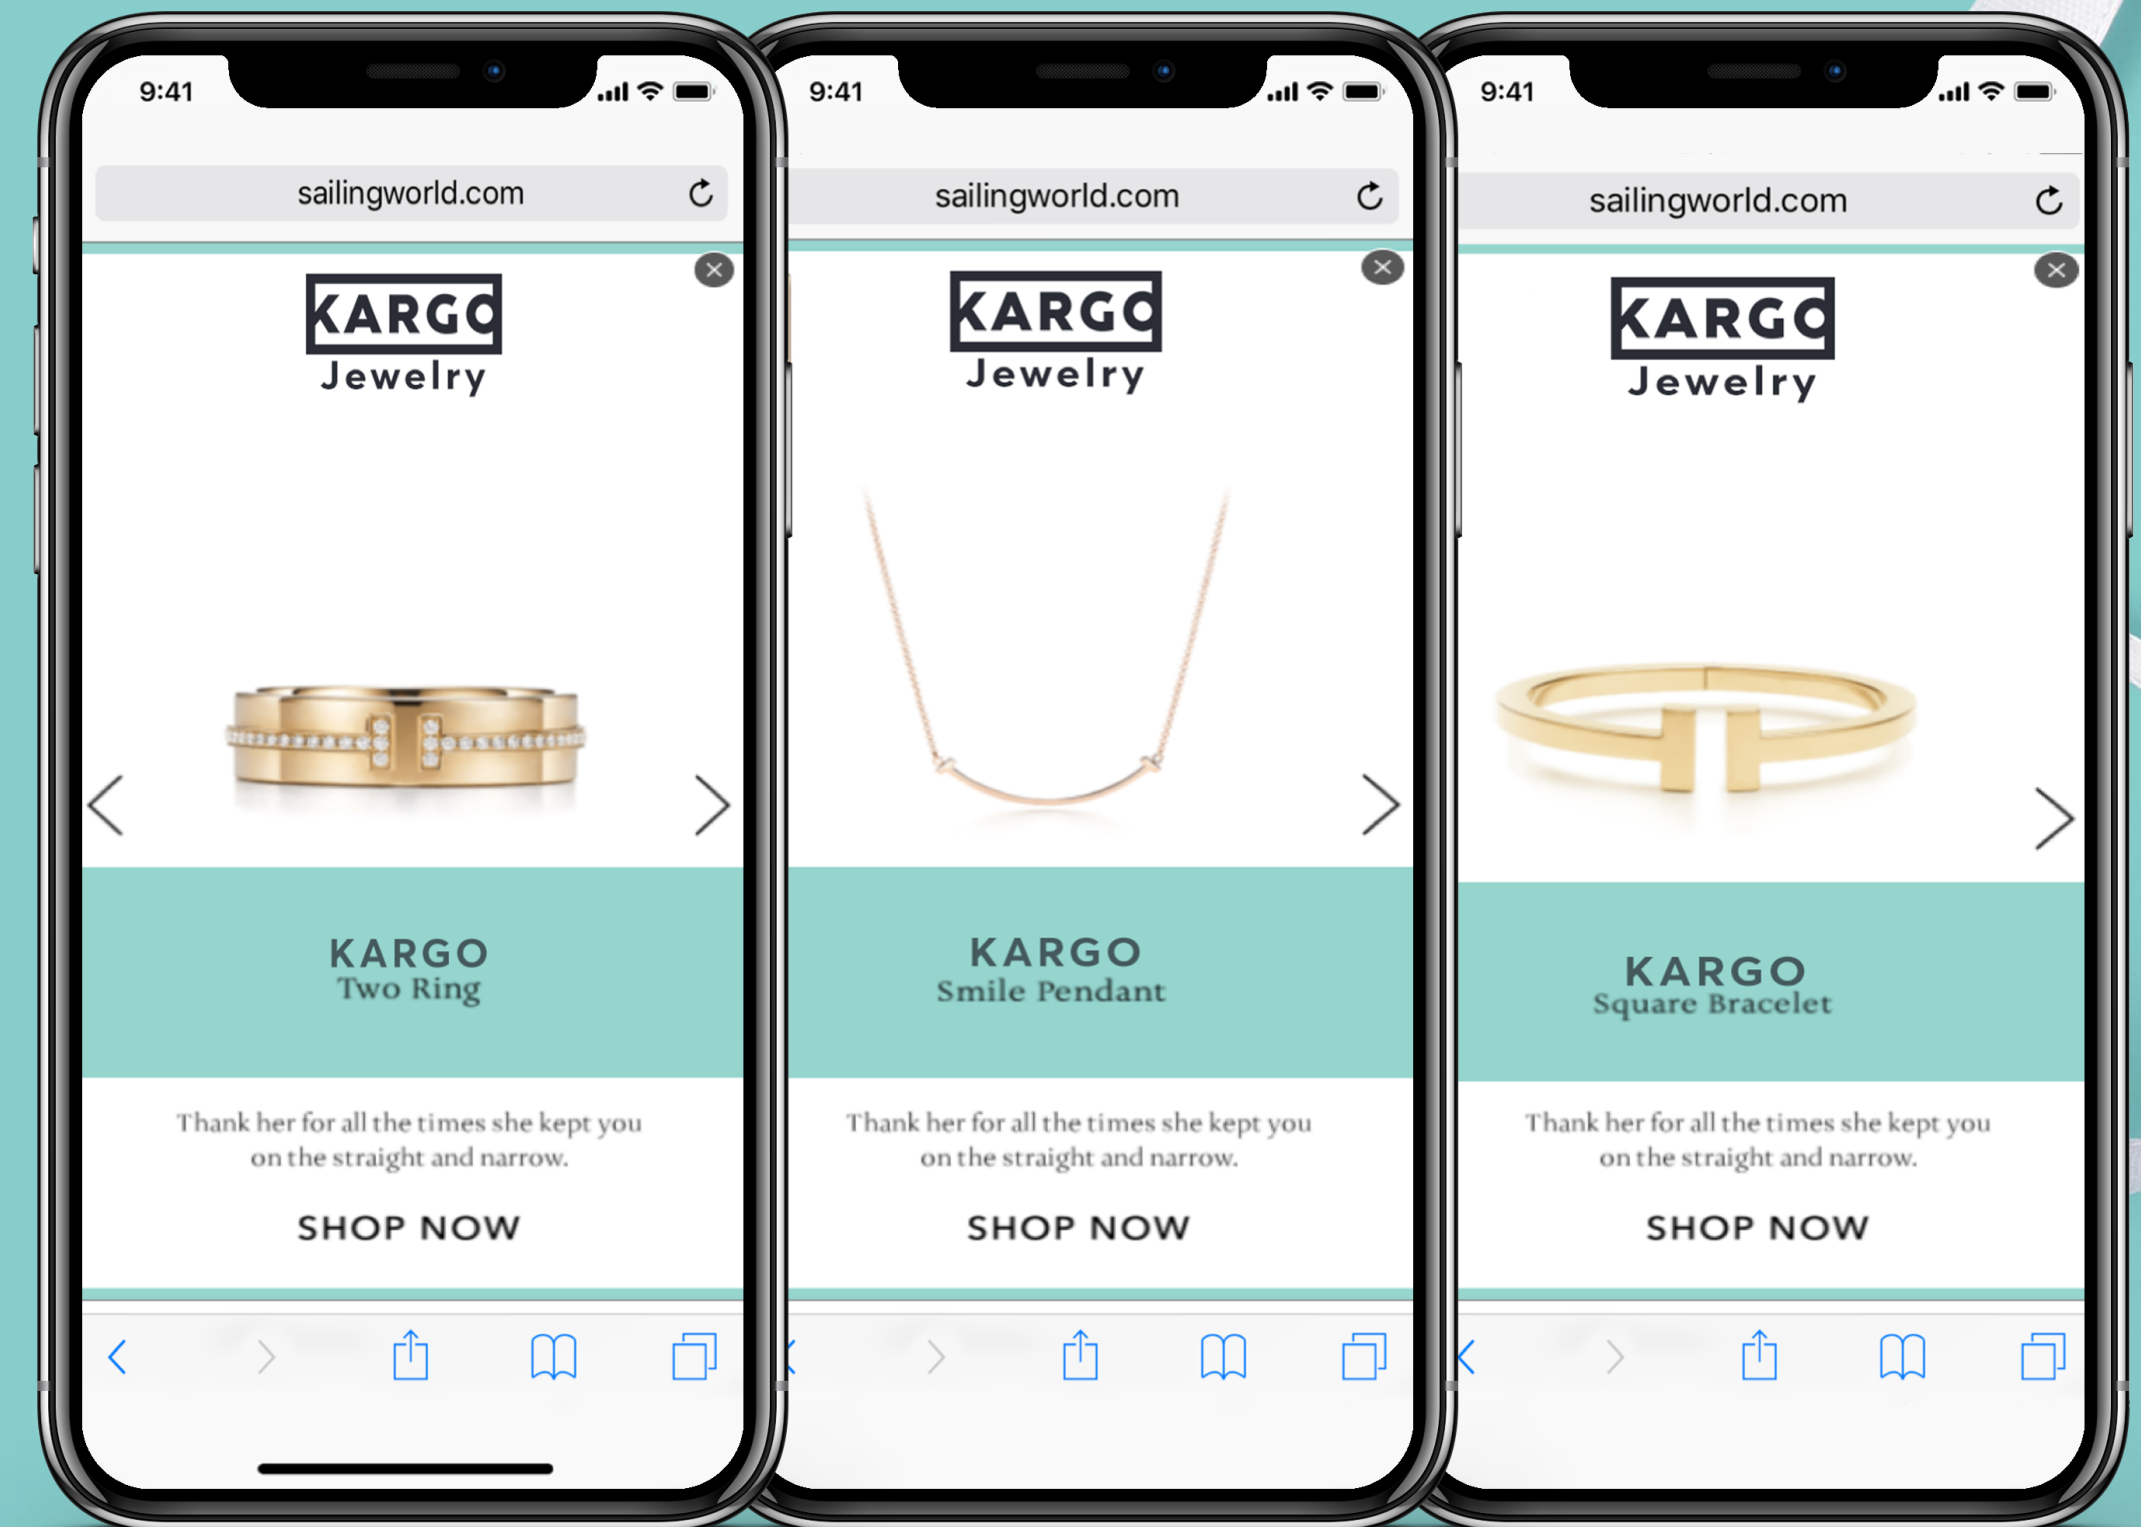 9:41
sailingworld.com
KARGO
Jewelry
KARGO
Two Ring
Thank her for all the times she kept you
on the straight and narrow.
SHOP NOW
9:41
sailingworld.com
KARGO
Jewelry
KARGO
Smile Pendant
Thank her for all the times she kept you
on the straight and narrow.
SHOP NOW
9:41
sailingworld.com
KARGO
Jewelry
KARGO
Square Bracelet
Thank her for all the times she kept you
on the straight and narrow.
SHOP NOW